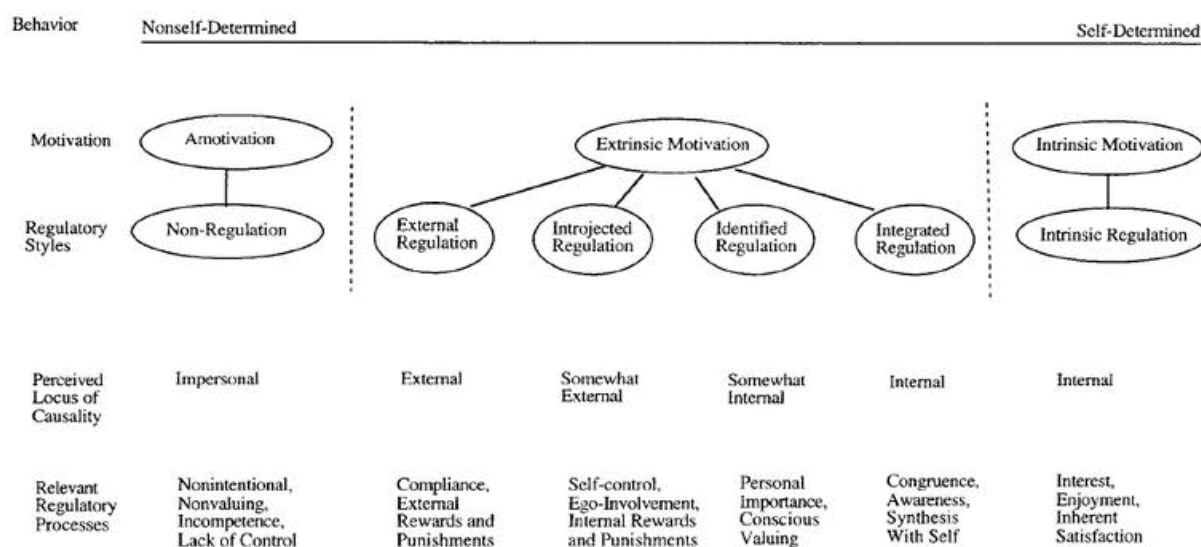 Behavior Nonself-Determined Self-Determined
Motivation Amotivation Extrinsic Motivation Intrinsic Motivation
Regulatory
Styles
Non-Regulation
External
Regulation
Introjected
Regulation
Identified
Regulation
Integrated
Regulation
Intrinsic Regulation
Perceived
Locus of
Causality
Impersonal
External
Somewhat
External
Somewhat
Internal
Internal
Internal
Relevant
Regulatory
Processes
Nonintentional,
Nonvaluing,
Incompetence,
Lack of Control
Compliance,
External
Rewards and
Punishments
Self-control,
Ego-Involvement,
Internal Rewards
and Punishments
Personal
Importance,
Conscious
Valuing
Congruence,
Awareness,
Synthesis
With Self
Interest,
Enjoyment,
Inherent
Satisfaction